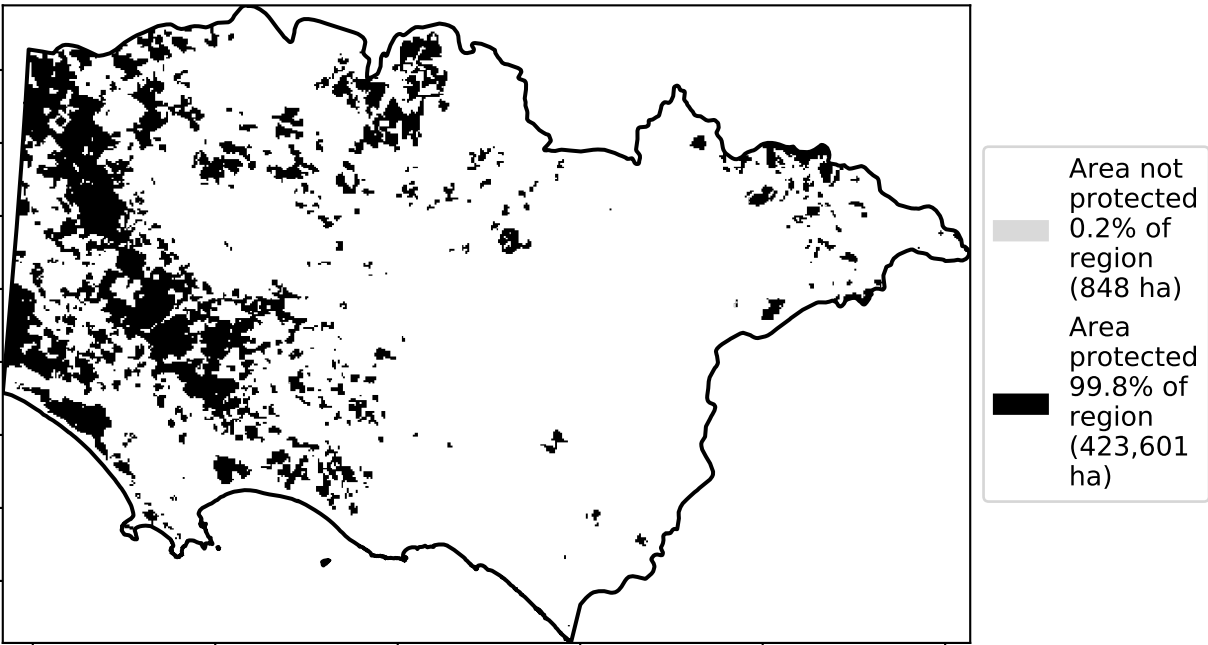 Area not
protected
0.2% of
region
(848 ha)
Area
protected
99.8% of
region
(423,601
ha)